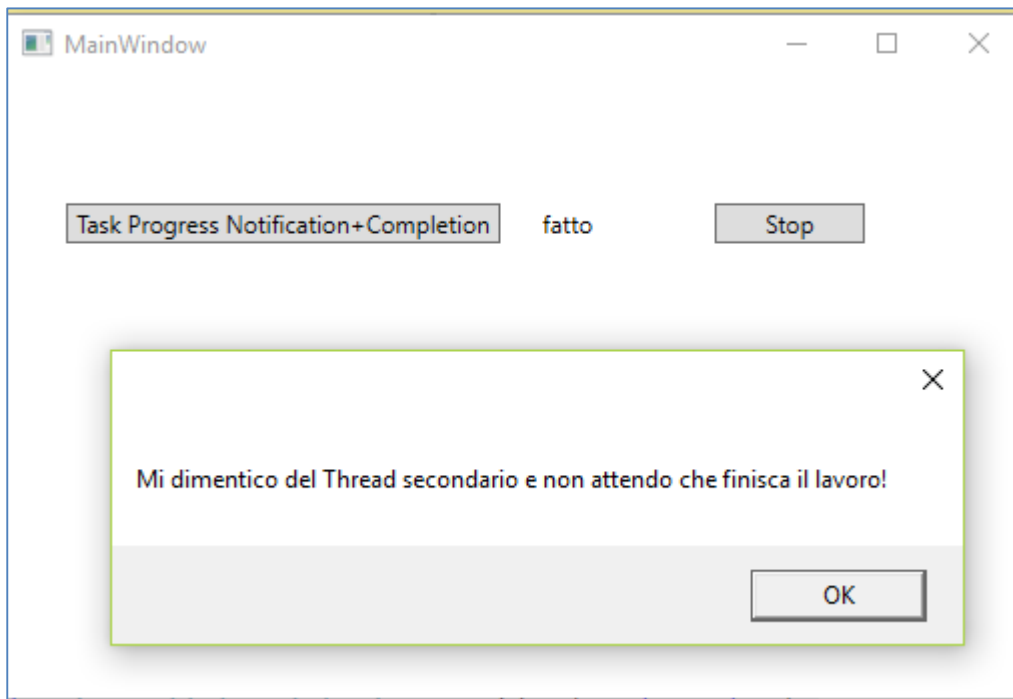 MainWindow
Task Progress Notification+Completion fatto Stop
Mi dimentico del Thread secondario e non attendo che finisca il lavoro!
OK